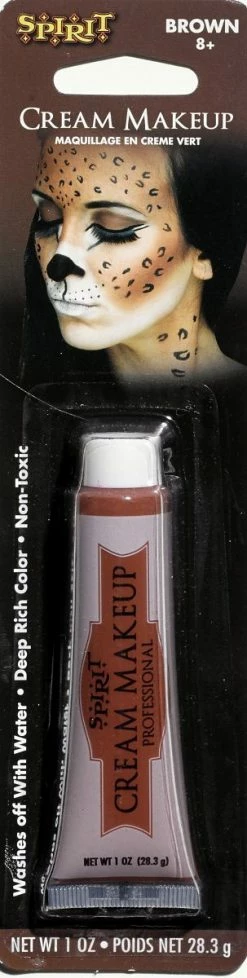 SPIRIT
BROWN
8+
CREAM MAKEUP
MAQUILLAGE EN CREME VERT
Washes off With Water • Deep Rich Color • Non-Toxic
SPIRIT
CREAM MAKEUP
PROFESSIONAL
NET WT 1 OZ (28.3 g)
NET WT 1 OZ • POIDS NET 28.3 g